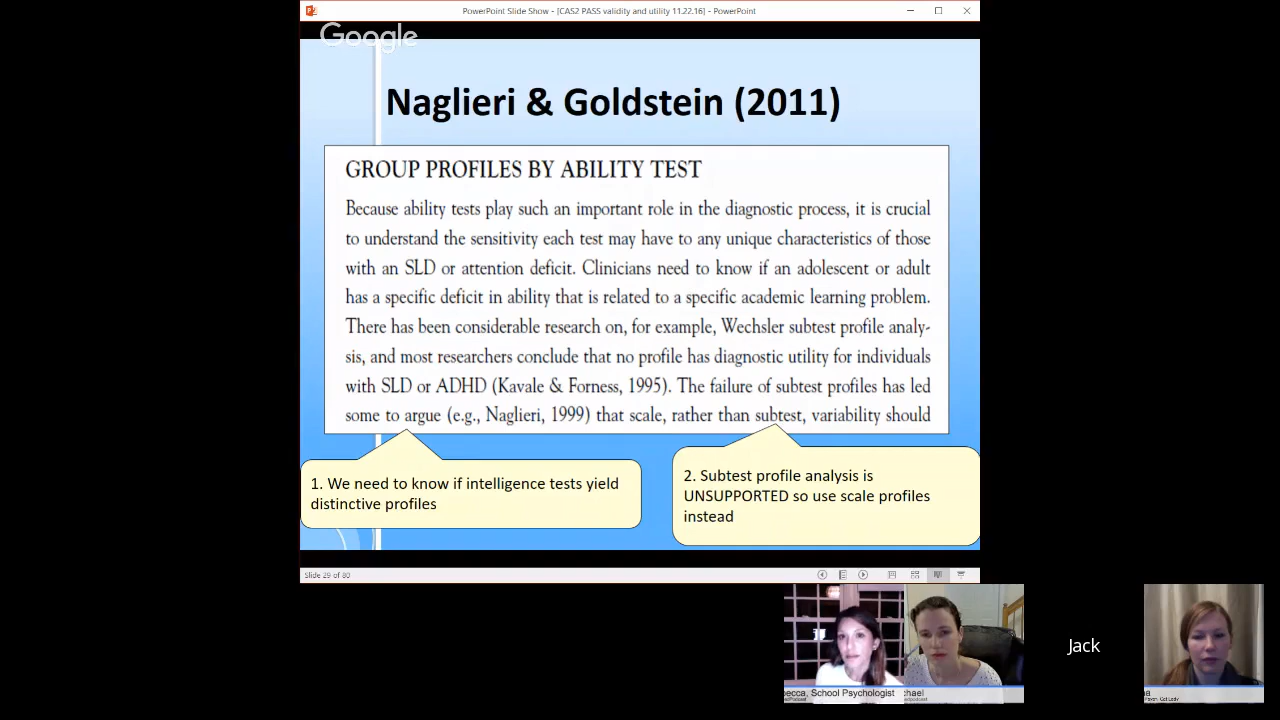 PowerPoint Slide Show - [CAS2 PASS validity and utility 11.22.16] - PowerPoint
Google
Naglieri & Goldstein (2011)
GROUP PROFILES BY ABILITY TEST
Because ability tests play such an important role in the diagnostic process, it is crucial
to understand the sensitivity each test may have to any unique characteristics of those
with an SLD or attention deficit. Clinicians need to know if an adolescent or adult
has a specific deficit in ability that is related to a specific academic learning problem.
There has been considerable research on, for example, Wechsler subtest profile analy-
sis, and most researchers conclude that no profile has diagnostic utility for individuals
with SLD or ADHD (Kavale & Forness, 1995). The failure of subtest profiles has led
some to argue (e.g., Naglieri, 1999) that scale, rather than subtest, variability should
1. We need to know if intelligence tests yield
distinctive profiles
2. Subtest profile analysis is
UNSUPPORTED so use scale profiles
instead
Slide 29 of 80
Jack
becca, School Psychologist
chael